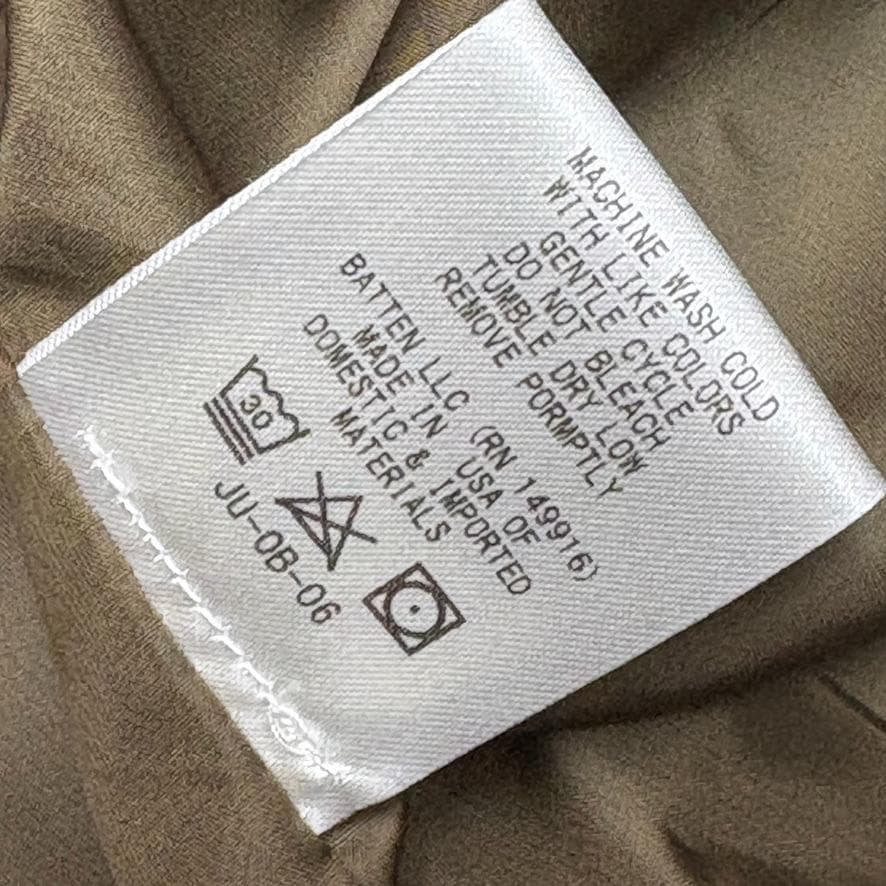 MACHINE WASH COLD
WITH LIKE COLORS
GENTLE CYCLE
DO NOT BLEACH
TUMBLE DRY LOW
REMOVE PORMPTLY
BATTEN LLC (RN 149916)
MADE IN USA OF
DOMESTIC & IMPORTED
MATERIALS
30
JU-OB-06